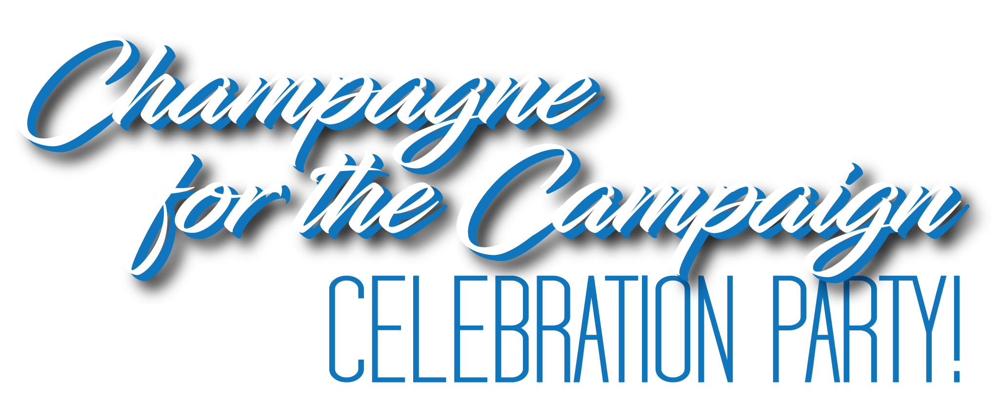 Champagne
for the Campaign
CELEBRATION PARTY!